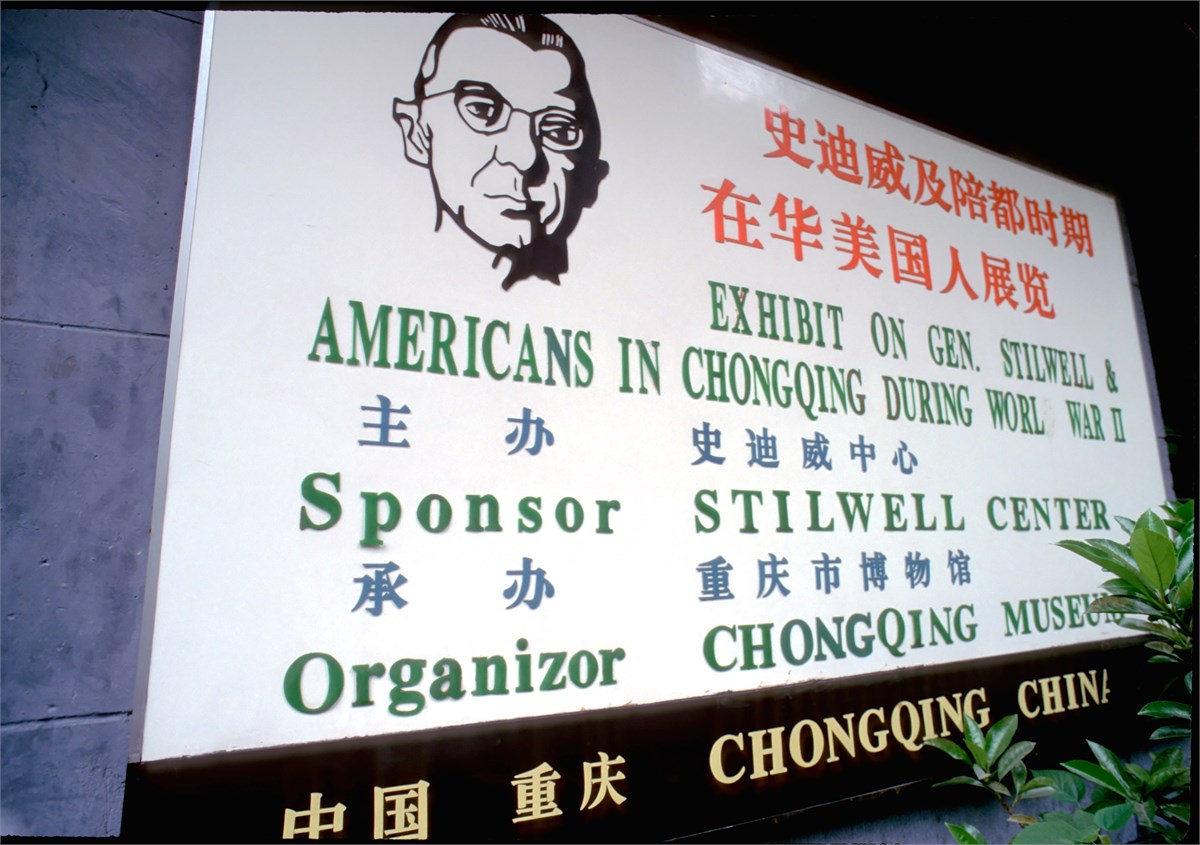 史迪威及陪都时期
在华美国人展览
EXHIBIT ON GEN. STILWELL &
AMERICANS IN CHONGQING DURING WORL WAR II
主办 史迪威中心
Sponsor STILWELL CENTER
承办 重庆市博物馆
Organizor CHONGQING MUSEUM
中国 重庆 CHONGQING CHINA